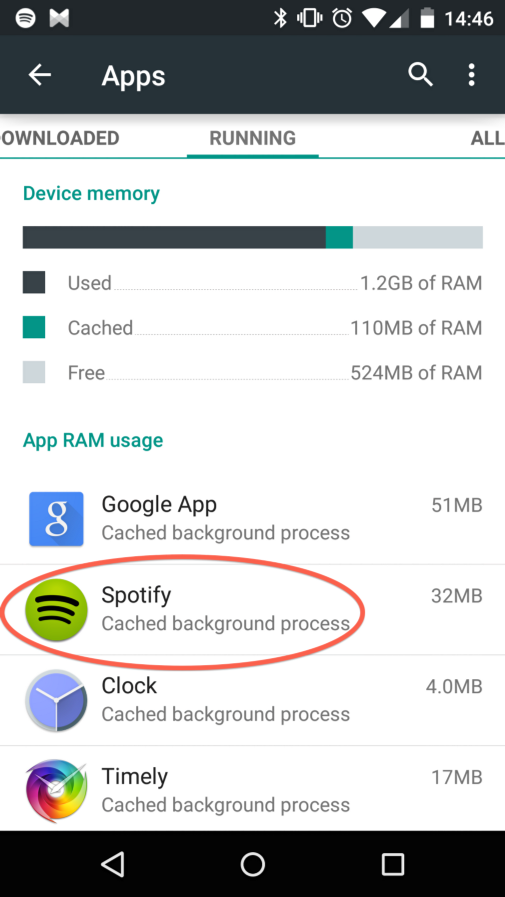 14:46
Apps
OWNLOADED RUNNING ALL
Device memory
Used 1.2GB of RAM
Cached 110MB of RAM
Free 524MB of RAM
App RAM usage
Google App 51MB
Cached background process
Spotify 32MB
Cached background process
Clock 4.0MB
Cached background process
Timely 17MB
Cached background process